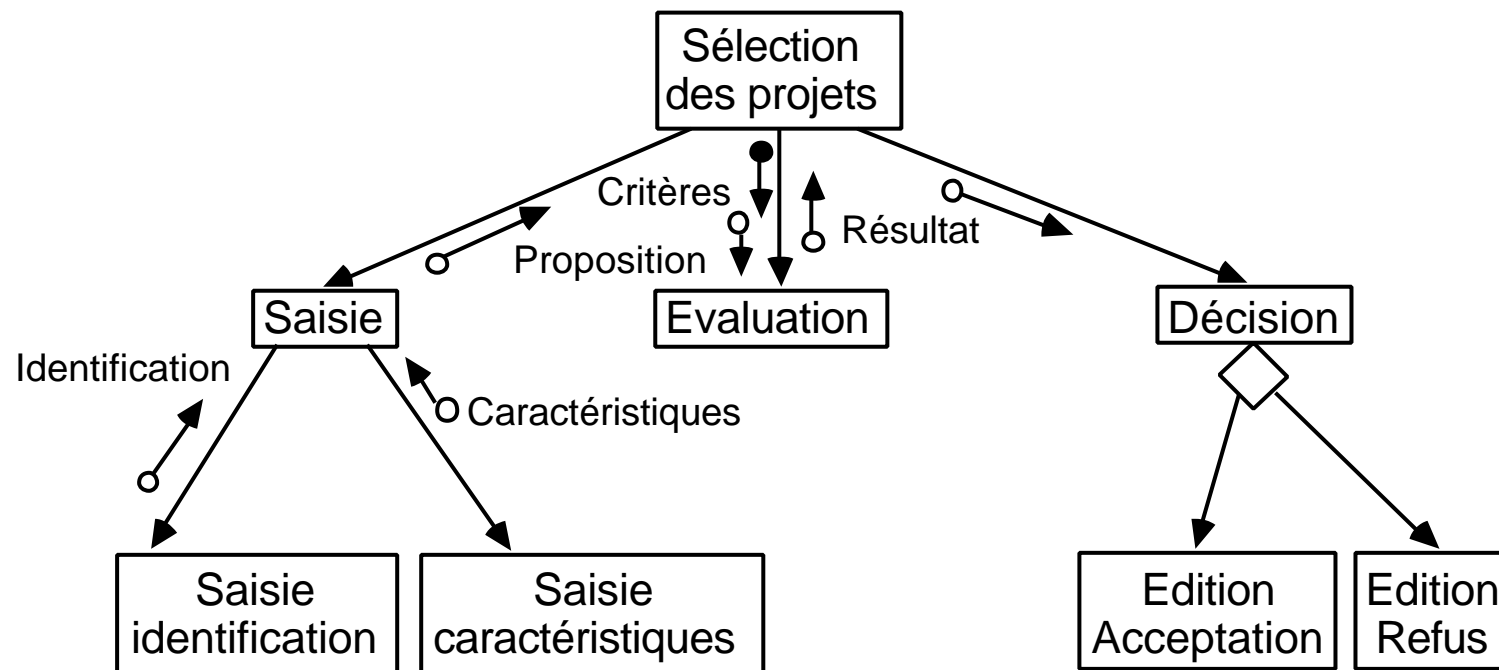 Sélection
des projets
Critères
Résultat
Proposition
Saisie
Evaluation
Décision
Identification
Caractéristiques
Saisie
identification
Saisie
caractéristiques
Edition
Acceptation
Edition
Refus